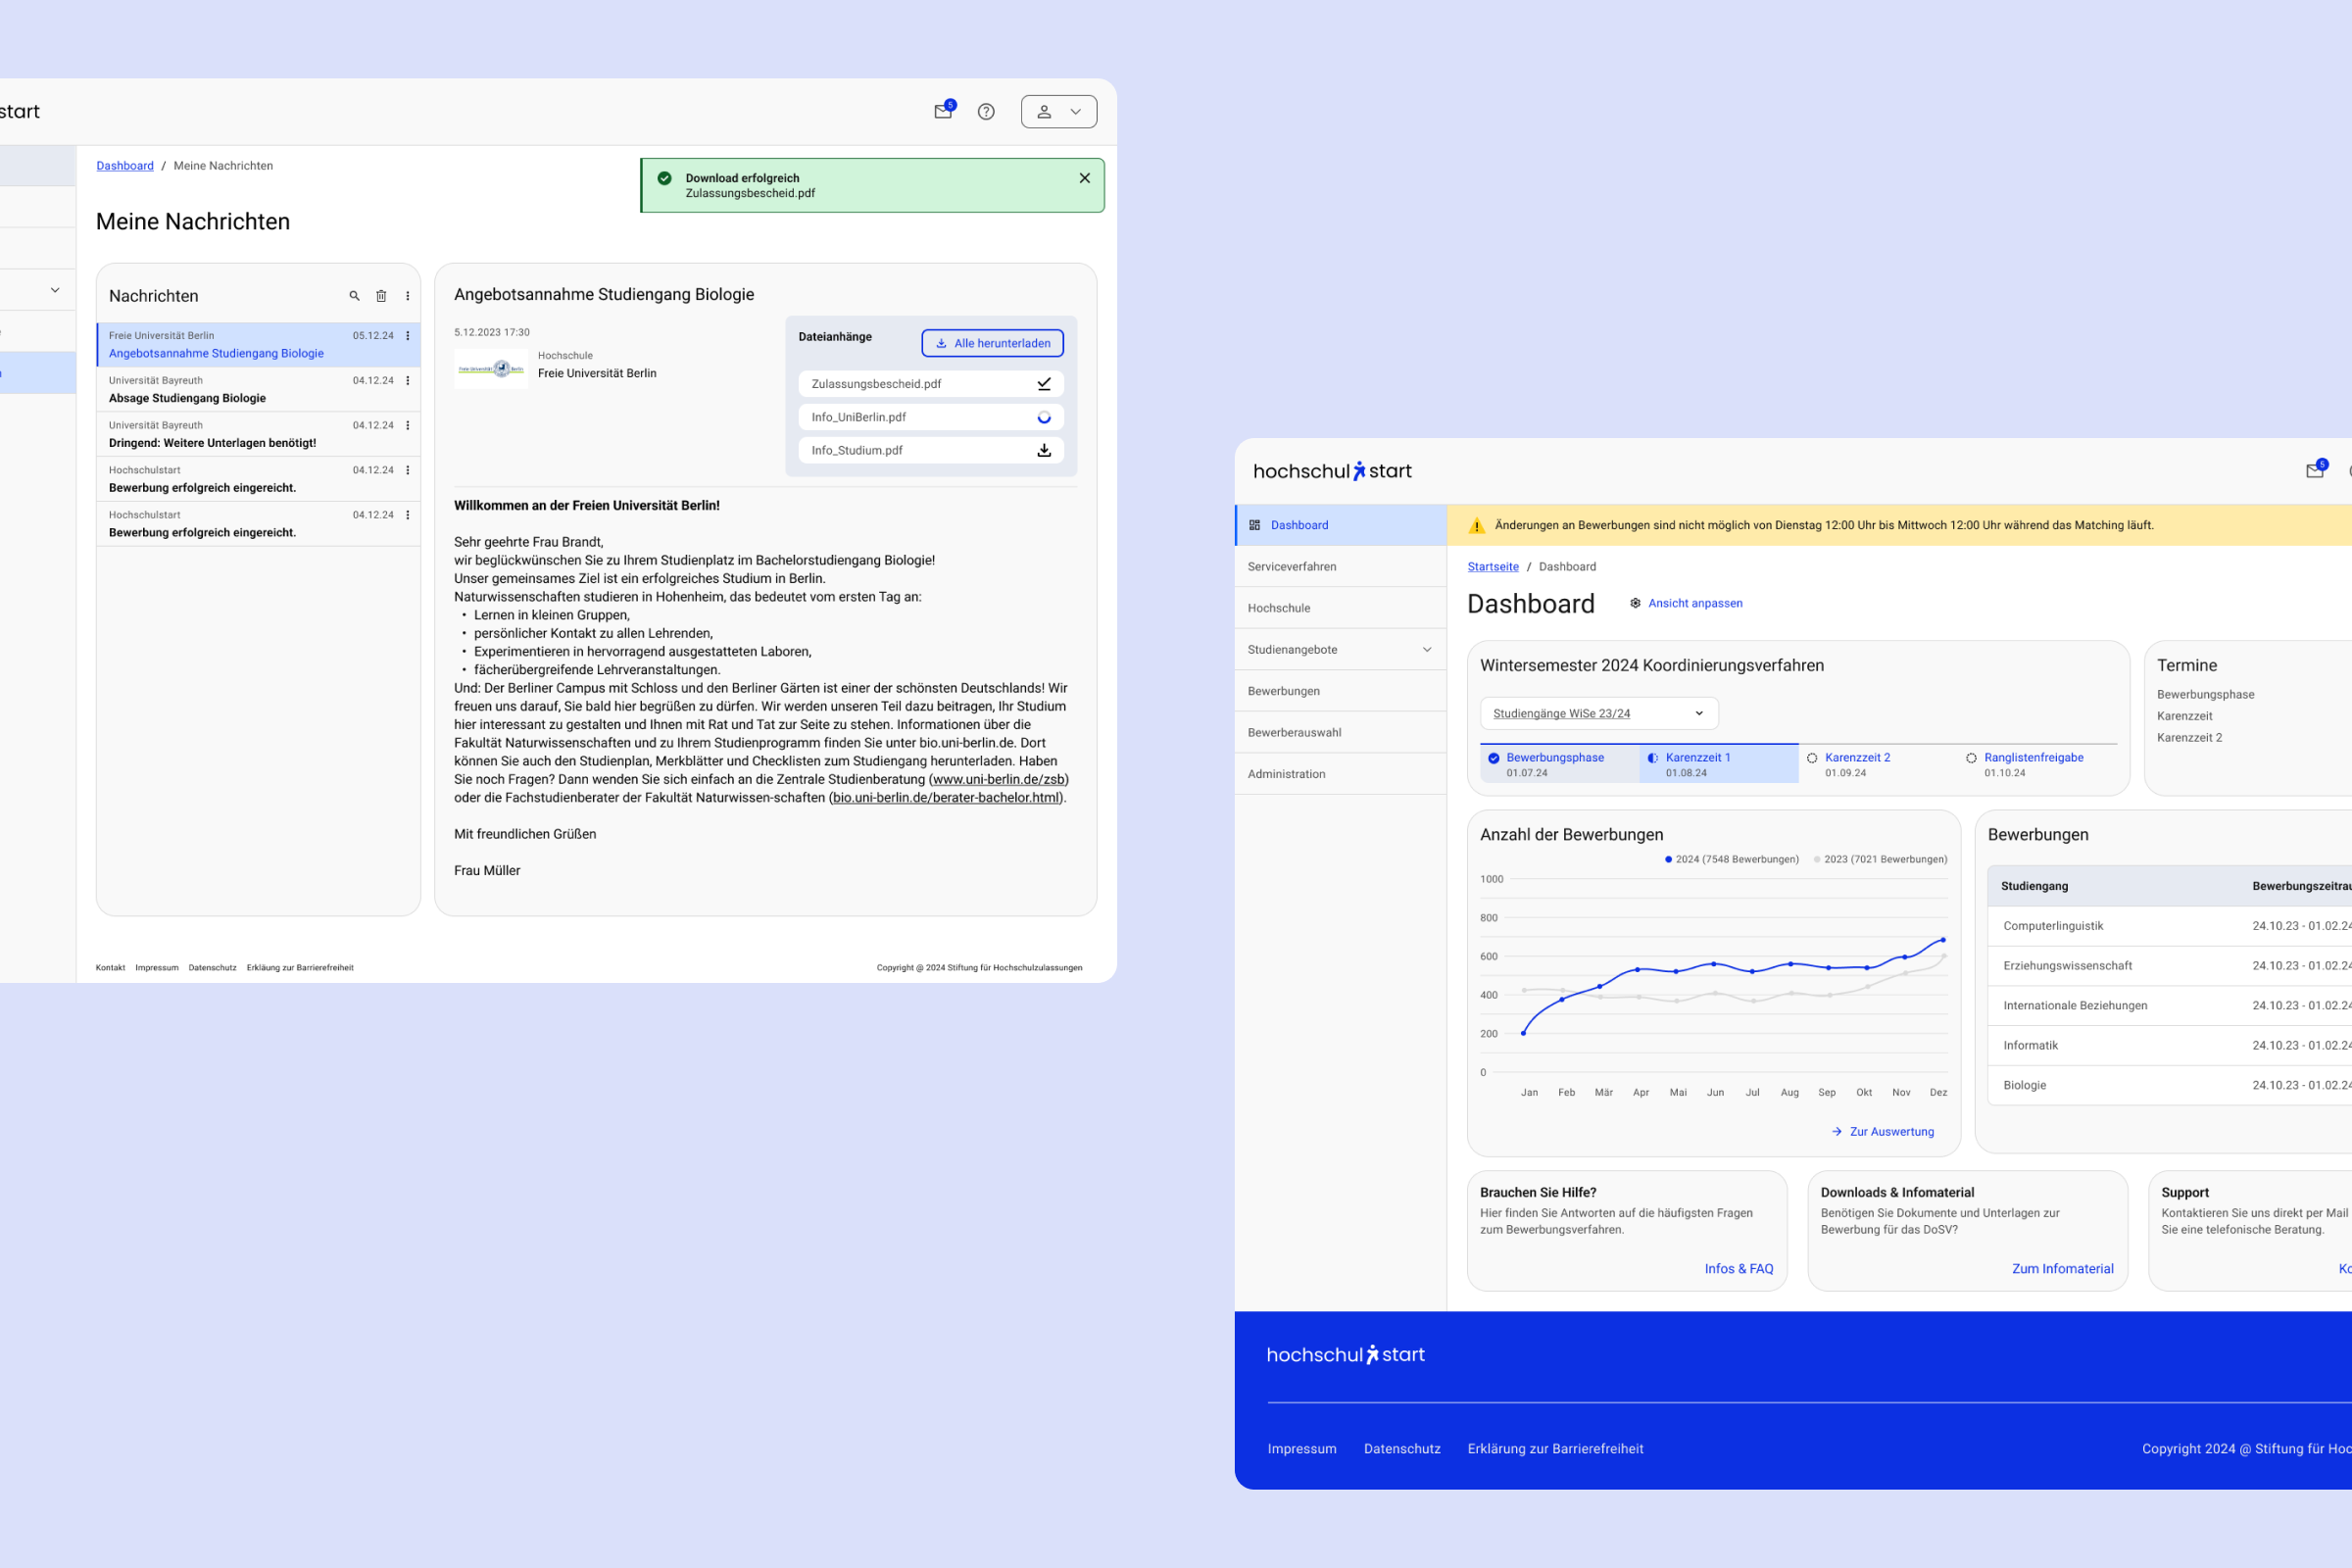 start
5
Dashboard / Meine Nachrichten
Download erfolgreich
Zulassungsbescheid.pdf
Meine Nachrichten
Nachrichten
Freie Universität Berlin 05.12.24
Angebotsannahme Studiengang Biologie
Universität Bayreuth 04.12.24
Absage Studiengang Biologie
Universität Bayreuth 04.12.24
Dringend: Weitere Unterlagen benötigt!
Hochschulstart 04.12.24
Bewerbung erfolgreich eingereicht.
Hochschulstart 04.12.24
Bewerbung erfolgreich eingereicht.
Angebotsannahme Studiengang Biologie
5.12.2023 17:30
Freie Universität Berlin
Hochschule
Freie Universität Berlin
Dateianhänge
Alle herunterladen
Zulassungsbescheid.pdf
Info_UniBerlin.pdf
Info_Studium.pdf
Willkommen an der Freien Universität Berlin!
Sehr geehrte Frau Brandt,
wir beglückwünschen Sie zu Ihrem Studienplatz im Bachelorstudiengang Biologie!
Unser gemeinsames Ziel ist ein erfolgreiches Studium in Berlin.
Naturwissenschaften studieren in Hohenheim, das bedeutet vom ersten Tag an:
• Lernen in kleinen Gruppen,
• persönlicher Kontakt zu allen Lehrenden,
• Experimentieren in hervorragend ausgestatteten Laboren,
• fächerübergreifende Lehrveranstaltungen.
Und: Der Berliner Campus mit Schloss und den Berliner Gärten ist einer der schönsten Deutschlands! Wir
freuen uns darauf, Sie bald hier begrüßen zu dürfen. Wir werden unseren Teil dazu beitragen, Ihr Studium
hier interessant zu gestalten und Ihnen mit Rat und Tat zur Seite zu stehen. Informationen über die
Fakultät Naturwissenschaften und zu Ihrem Studienprogramm finden Sie unter bio.uni-berlin.de. Dort
können Sie auch den Studienplan, Merkblätter und Checklisten zum Studiengang herunterladen. Haben
Sie noch Fragen? Dann wenden Sie sich einfach an die Zentrale Studienberatung (www.uni-berlin.de/zsb)
oder die Fachstudienberater der Fakultät Naturwissen-schaften (bio.uni-berlin.de/berater-bachelor.html).
Mit freundlichen Grüßen
Frau Müller
Kontakt Impressum Datenschutz Erkläung zur Barrierefreiheit
Copyright @ 2024 Stiftung für Hochschulzulassungen
hochschul start
5
Dashboard
Serviceverfahren
Hochschule
Studienangebote
Bewerbungen
Bewerberauswahl
Administration
Änderungen an Bewerbungen sind nicht möglich von Dienstag 12:00 Uhr bis Mittwoch 12:00 Uhr während das Matching läuft.
Startseite / Dashboard
Dashboard
Ansicht anpassen
Wintersemester 2024 Koordinierungsverfahren
Studiengänge WiSe 23/24
Bewerbungsphase
01.07.24
Karenzzeit 1
01.08.24
Karenzzeit 2
01.09.24
Ranglistenfreigabe
01.10.24
Termine
Bewerbungsphase
Karenzzeit
Karenzzeit 2
Anzahl der Bewerbungen
2024 (7548 Bewerbungen) 2023 (7021 Bewerbungen)
1000
800
600
400
200
0
Jan Feb Mär Apr Mai Jun Jul Aug Sep Okt Nov Dez
Zur Auswertung
Bewerbungen
Studiengang Bewerbungszeitrau
Computerlinguistik 24.10.23 - 01.02.24
Erziehungswissenschaft 24.10.23 - 01.02.24
Internationale Beziehungen 24.10.23 - 01.02.24
Informatik 24.10.23 - 01.02.24
Biologie 24.10.23 - 01.02.24
Brauchen Sie Hilfe?
Hier finden Sie Antworten auf die häufigsten Fragen
zum Bewerbungsverfahren.
Infos & FAQ
Downloads & Infomaterial
Benötigen Sie Dokumente und Unterlagen zur
Bewerbung für das DoSV?
Zum Infomaterial
Support
Kontaktieren Sie uns direkt per Mail
Sie eine telefonische Beratung.
Ko
hochschul start
Impressum Datenschutz Erklärung zur Barrierefreiheit
Copyright 2024 @ Stiftung für Hoc